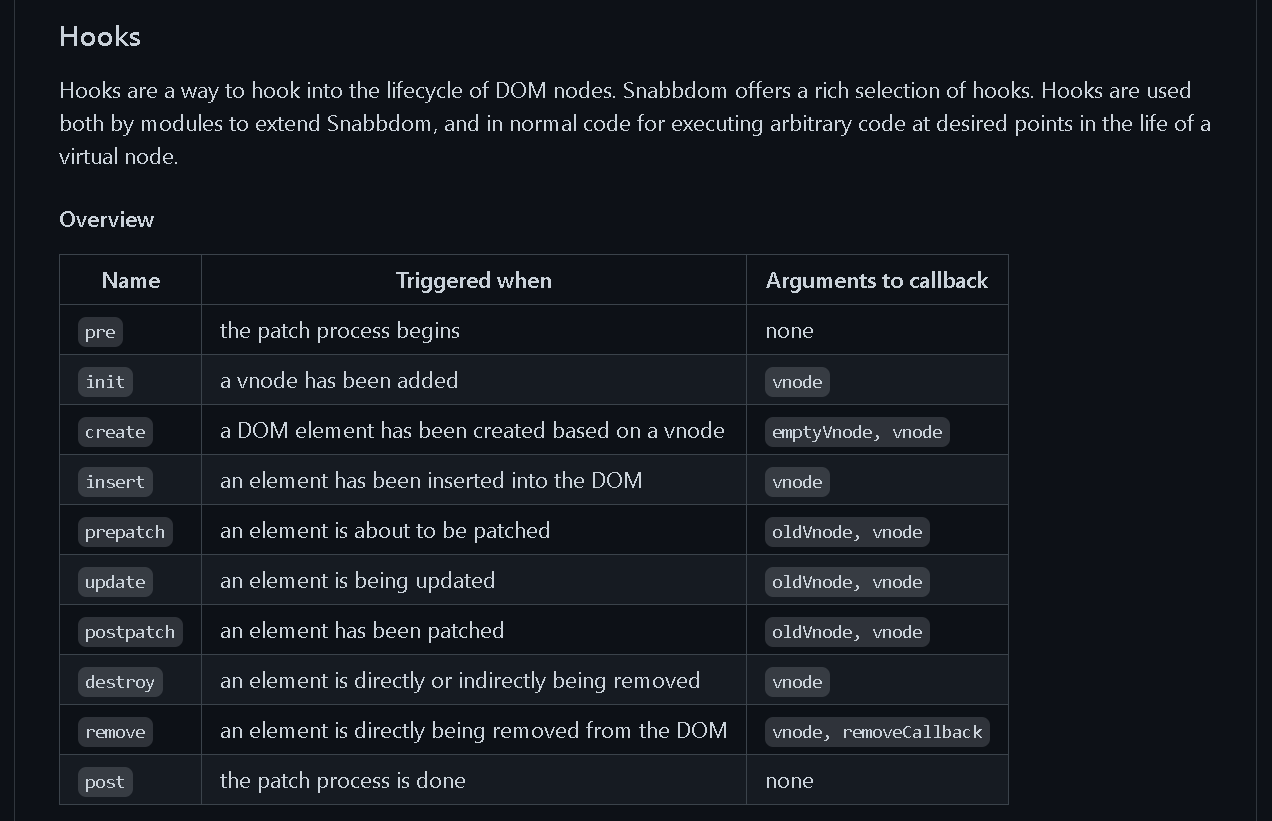 Hooks
Hooks are a way to hook into the lifecycle of DOM nodes. Snabbdom offers a rich selection of hooks. Hooks are used
both by modules to extend Snabbdom, and in normal code for executing arbitrary code at desired points in the life of a
virtual node.
Overview
Name Triggered when Arguments to callback
pre the patch process begins none
init a vnode has been added vnode
create a DOM element has been created based on a vnode emptyVnode, vnode
insert an element has been inserted into the DOM vnode
prepatch an element is about to be patched oldVnode, vnode
update an element is being updated oldVnode, vnode
postpatch an element has been patched oldVnode, vnode
destroy an element is directly or indirectly being removed vnode
remove an element is directly being removed from the DOM vnode, removeCallback
post the patch process is done none